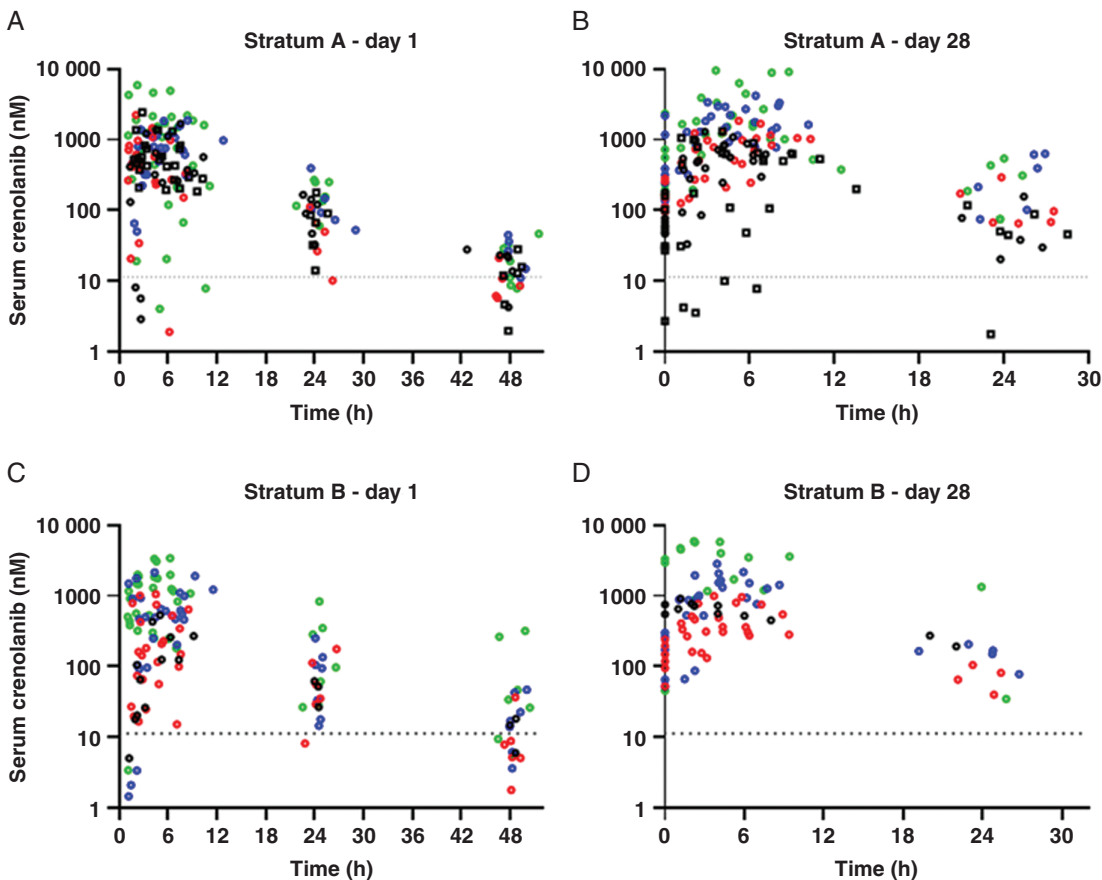 A
Stratum A - day 1
Serum crenolanib (nM)
10 000
1000
100
10
1
0 6 12 18 24 30 36 42 48
Time (h)
B
Stratum A - day 28
10 000
1000
100
10
1
0 6 12 18 24 30
Time (h)
C
Stratum B - day 1
Serum crenolanib (nM)
10 000
1000
100
10
1
0 6 12 18 24 30 36 42 48
Time (h)
D
Stratum B - day 28
10 000
1000
100
10
1
0 6 12 18 24 30
Time (h)